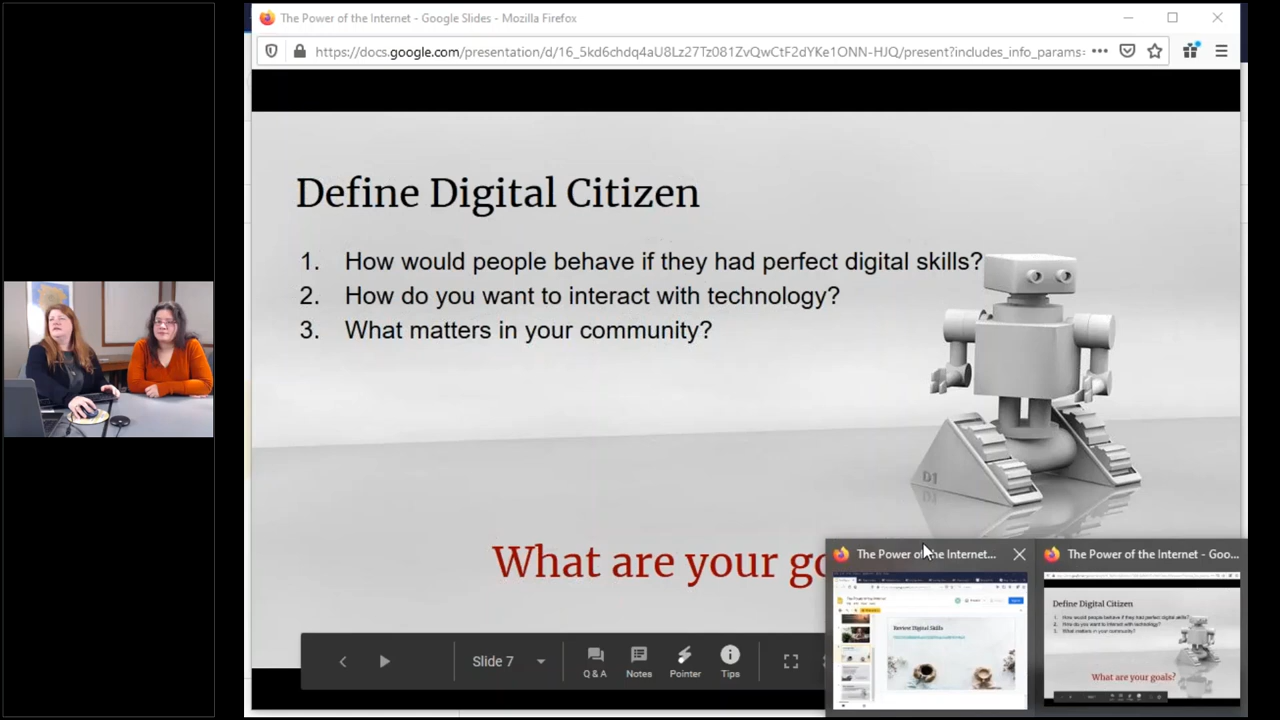 The Power of the Internet - Google Slides - Mozilla Firefox
https://docs.google.com/presentation/d/16_5kd6chdq4aU8Lz27Tz081ZvQwCtF2dYKe1ONN-HJQ/present?includes_info_params=
Define Digital Citizen
1. How would people behave if they had perfect digital skills?
2. How do you want to interact with technology?
3. What matters in your community?
D1
What are your go
The Power of the Internet...
The Power of the Internet - Goo...
Review Digital Skills
Define Digital Citizen
1. How would people behave if they had perfect digital skills?
2. How do you want to interact with technology?
3. What matters in your community?
What are your goals?
Slide 7
Q & A
Notes
Pointer
Tips